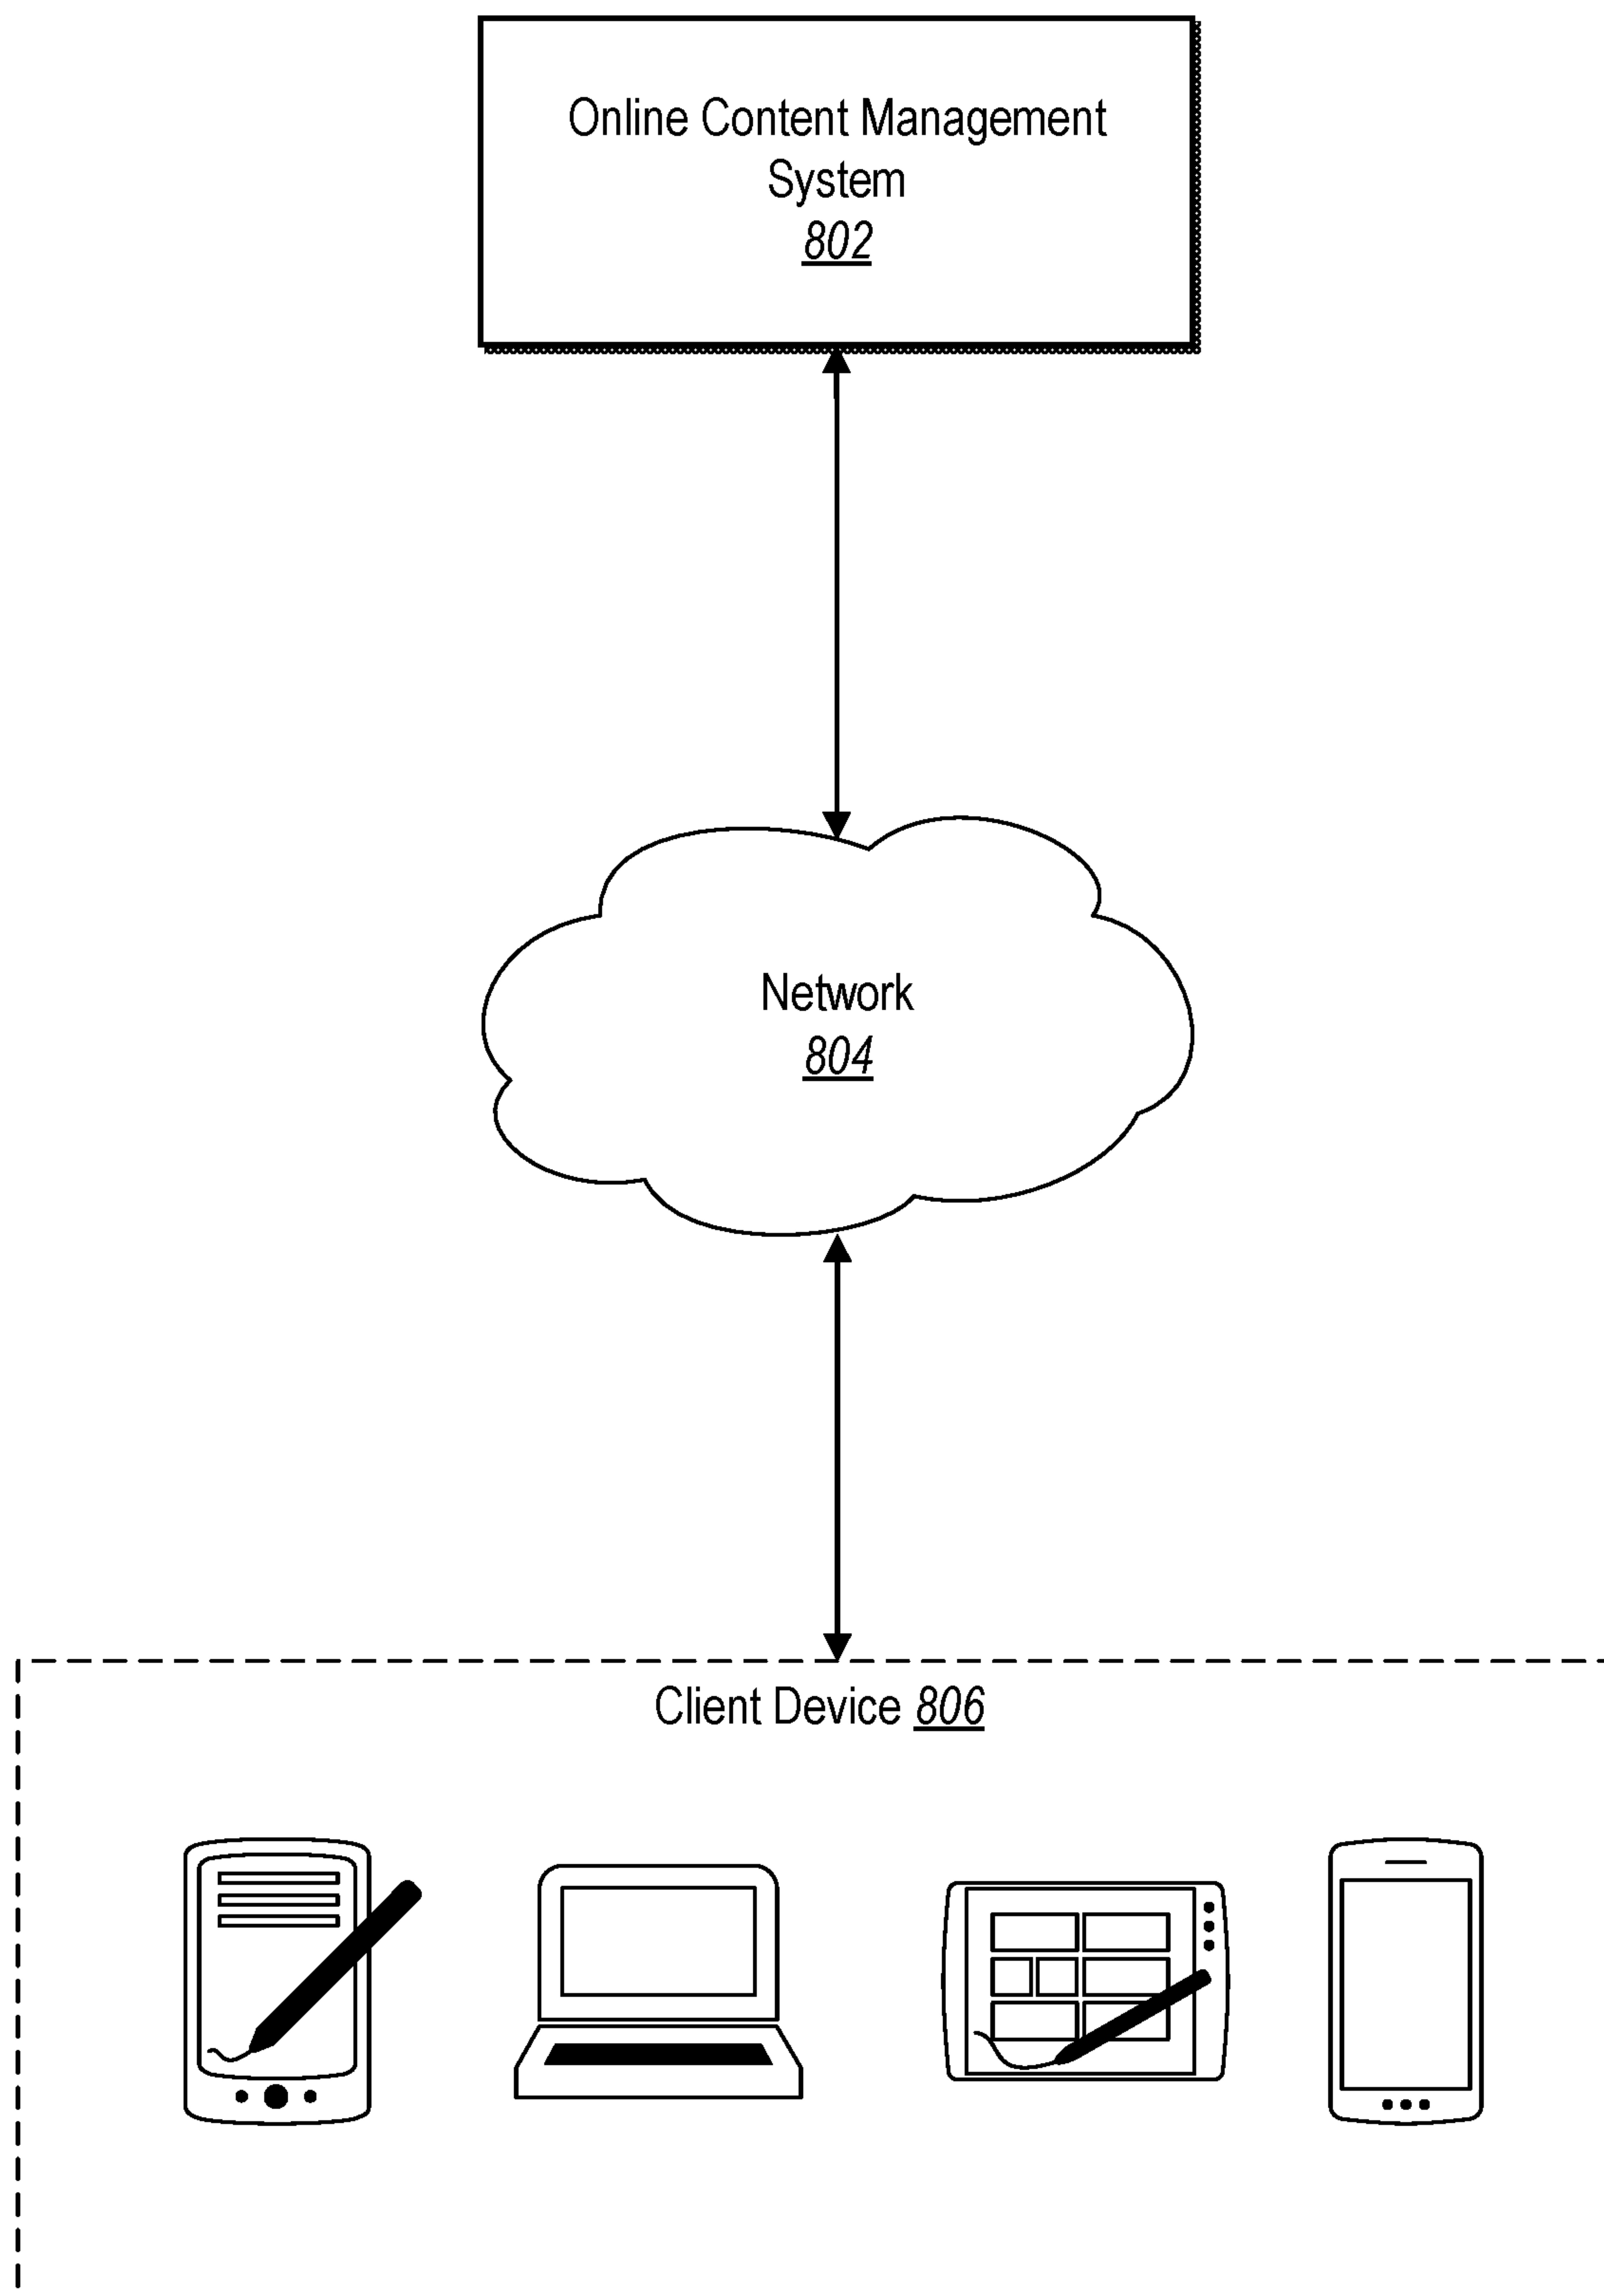 Online Content Management
System
802
Network
804
Client Device 806